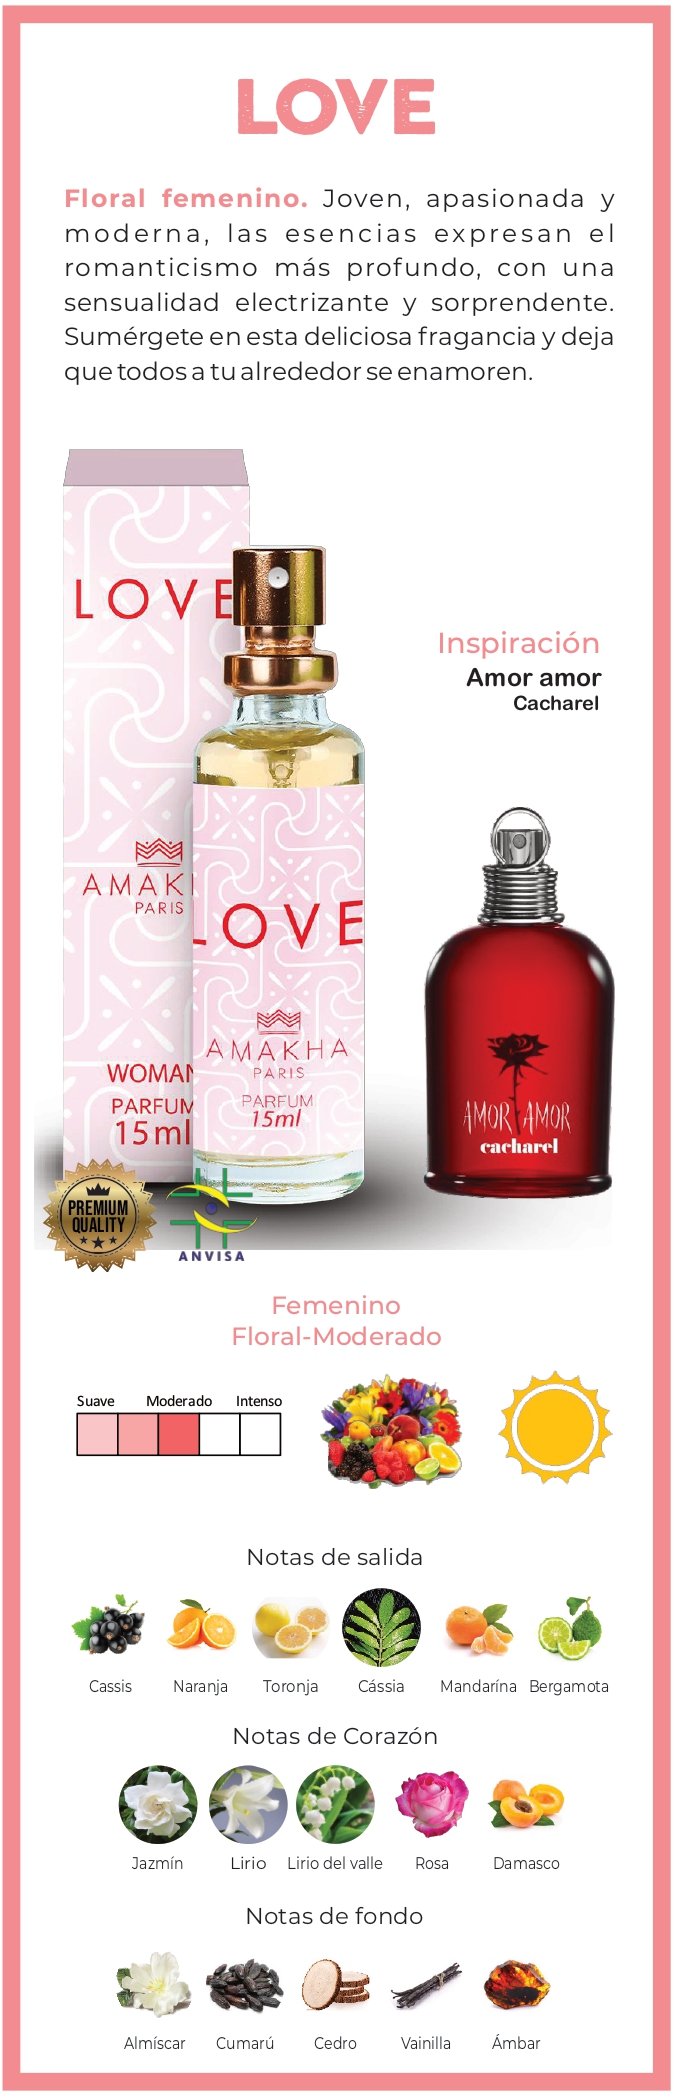 LOVE
Floral femenino. Joven, apasionada y
moderna, las esencias expresan el
romanticismo más profundo, con una
sensualidad electrizante y sorprendente.
Sumérgete en esta deliciosa fragancia y deja
que todos a tu alrededor se enamoren.
LOVE
AMAKH
PARIS
WOMAN
PARFUM
15ml
LOVE
AMAKHA
PARIS
PARFUM
15ml
Inspiración
Amor amor
Cacharel
AMOR AMOR
cacharel
PREMIUM
QUALITY
ANVISA
Femenino
Floral-Moderado
Suave Moderado Intenso
Notas de salida
Cassis Naranja Toronja Cássia Mandarína Bergamota
Notas de Corazón
Jazmín Lirio Lirio del valle Rosa Damasco
Notas de fondo
Almíscar Cumarú Cedro Vainilla Ámbar